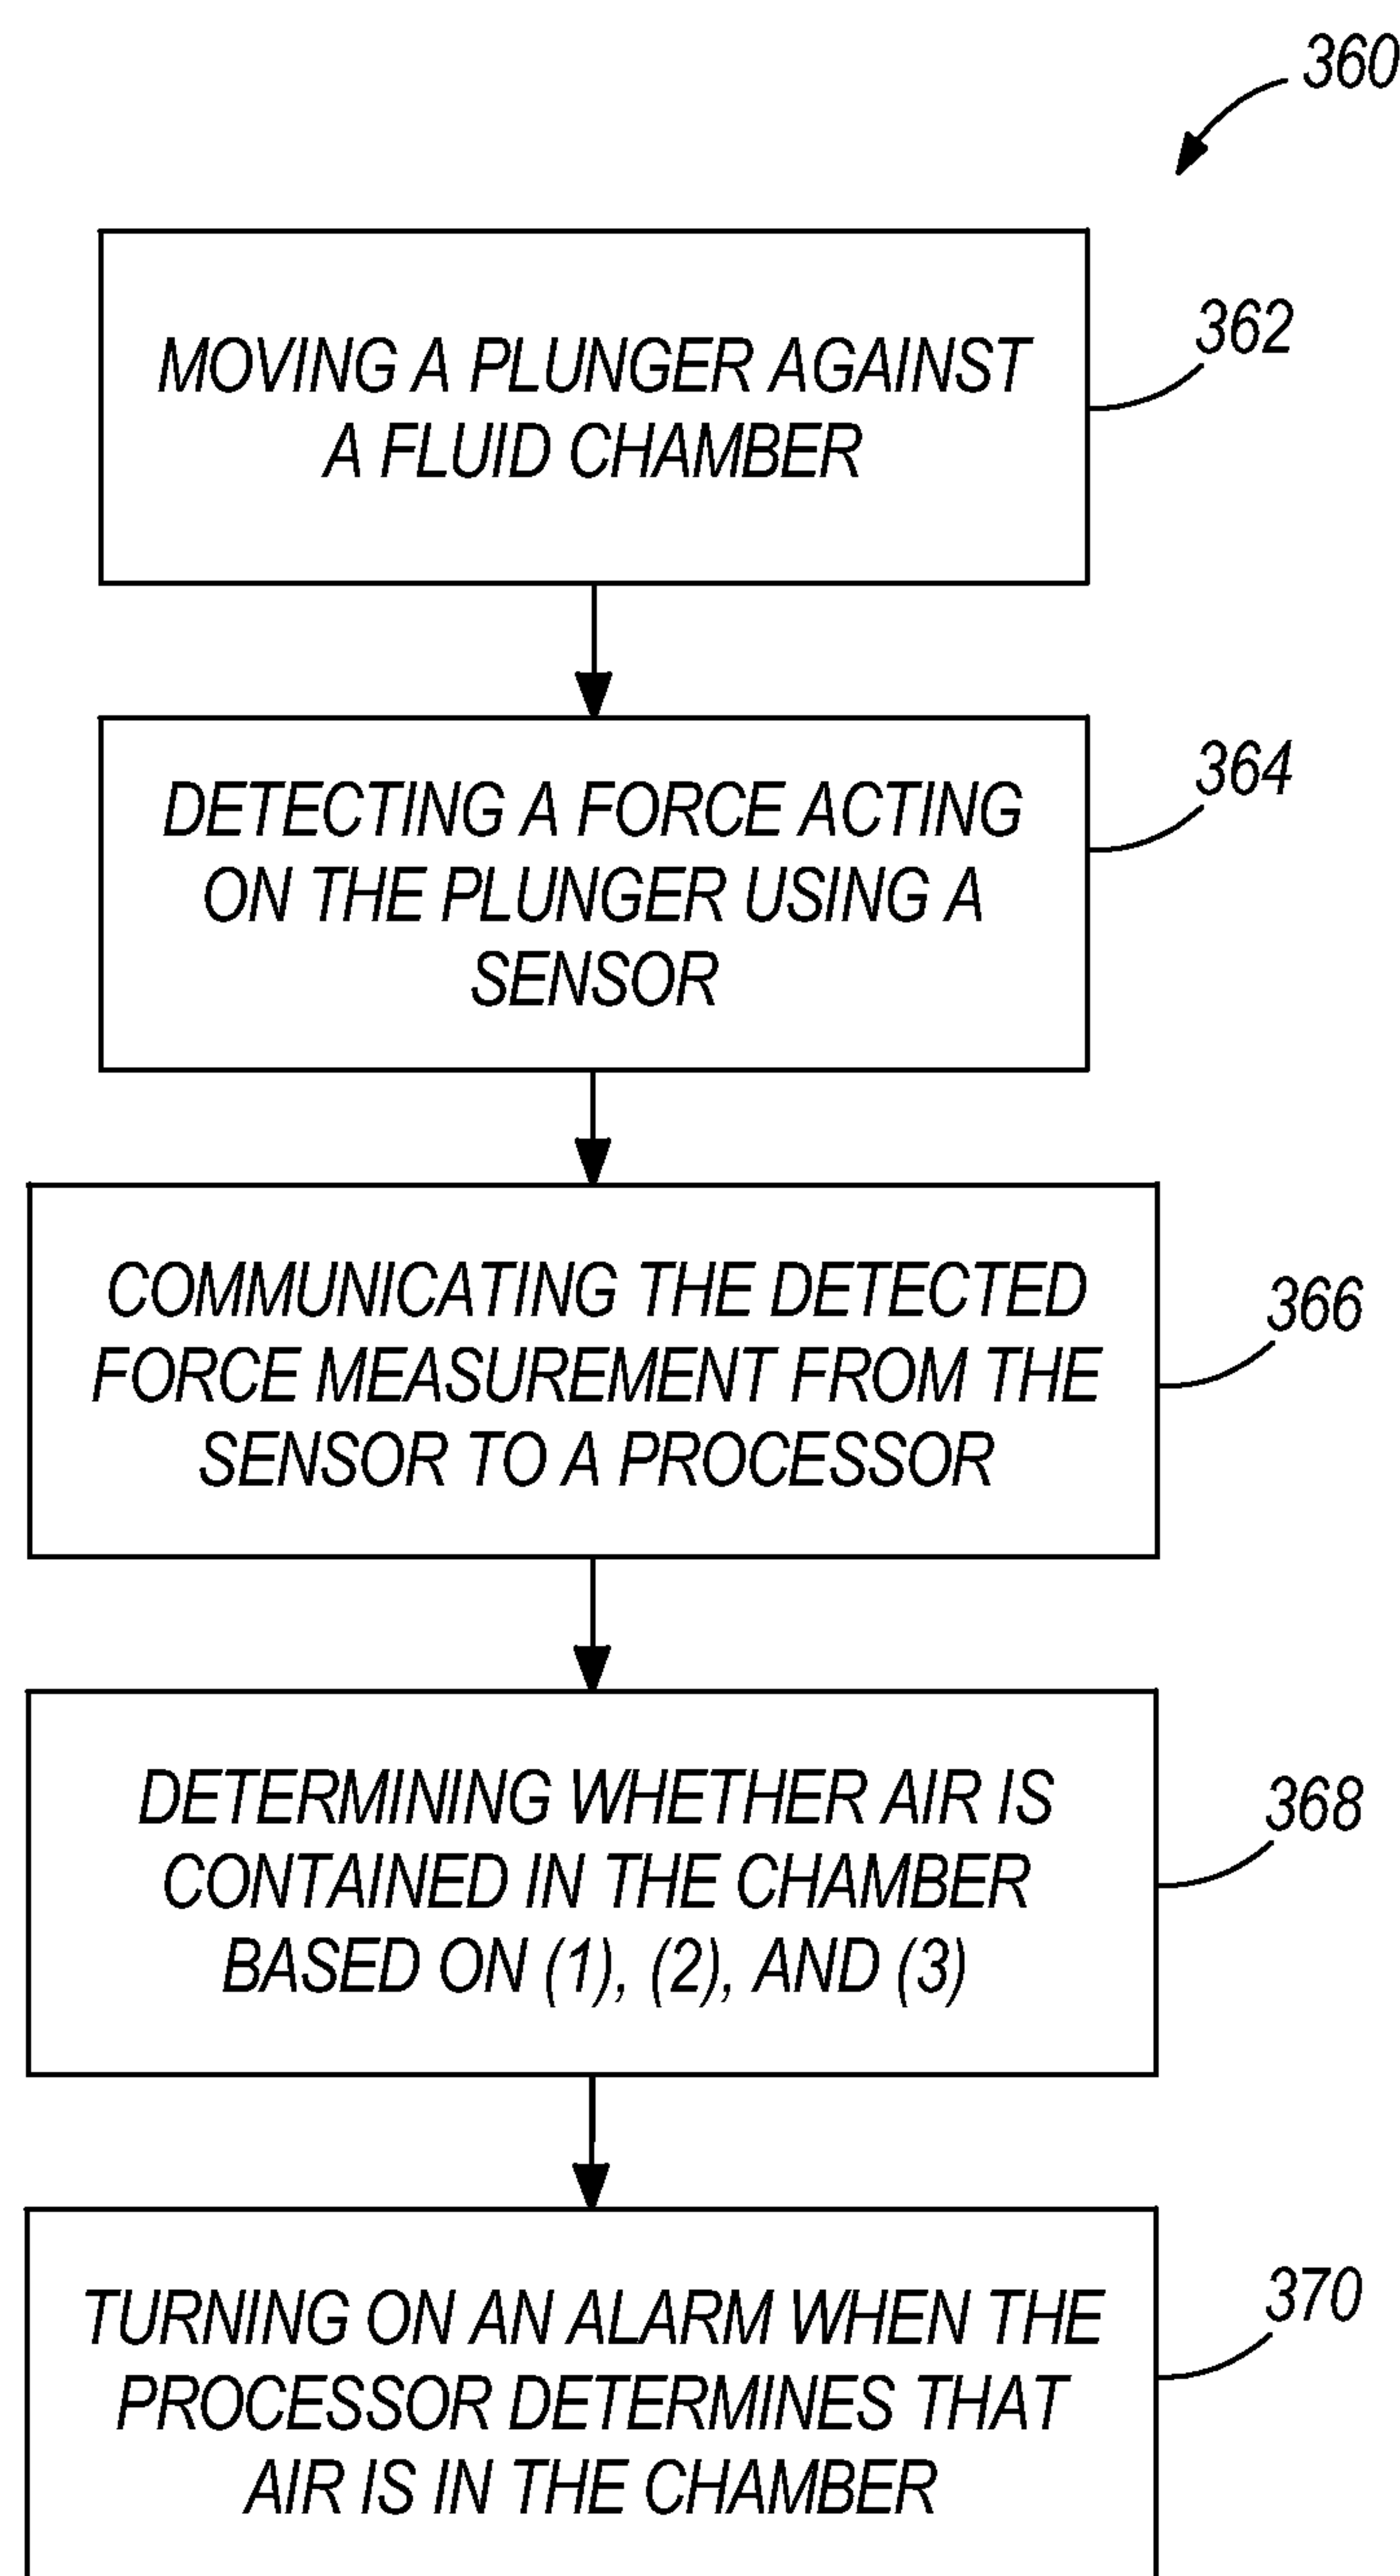 360
MOVING A PLUNGER AGAINST
A FLUID CHAMBER
362
DETECTING A FORCE ACTING
ON THE PLUNGER USING A
SENSOR
364
COMMUNICATING THE DETECTED
FORCE MEASUREMENT FROM THE
SENSOR TO A PROCESSOR
366
DETERMINING WHETHER AIR IS
CONTAINED IN THE CHAMBER
BASED ON (1), (2), AND (3)
368
TURNING ON AN ALARM WHEN THE
PROCESSOR DETERMINES THAT
AIR IS IN THE CHAMBER
370